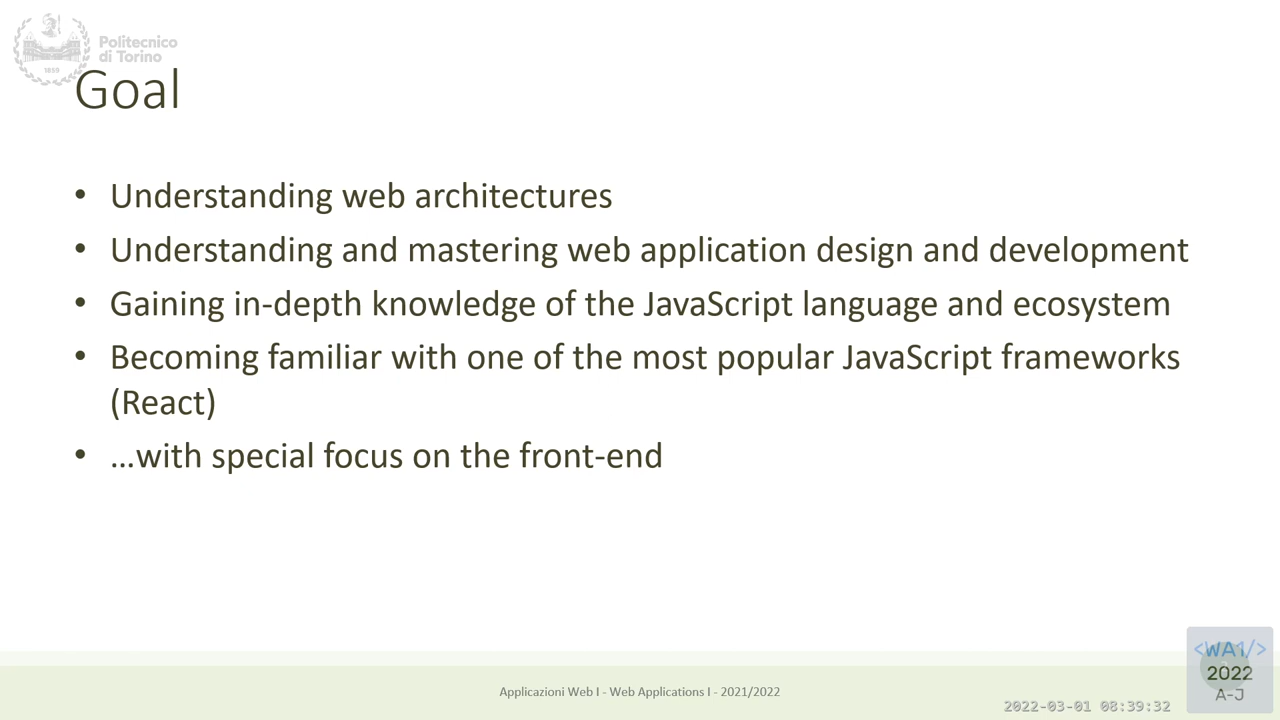 Politecnico
di Torino
1859
Goal
• Understanding web architectures
• Understanding and mastering web application design and development
• Gaining in-depth knowledge of the JavaScript language and ecosystem
• Becoming familiar with one of the most popular JavaScript frameworks
(React)
• …with special focus on the front-end
Applicazioni Web I - Web Applications I - 2021/2022
2022-03-01 08:39:32
<WA1/>
2022
A-J